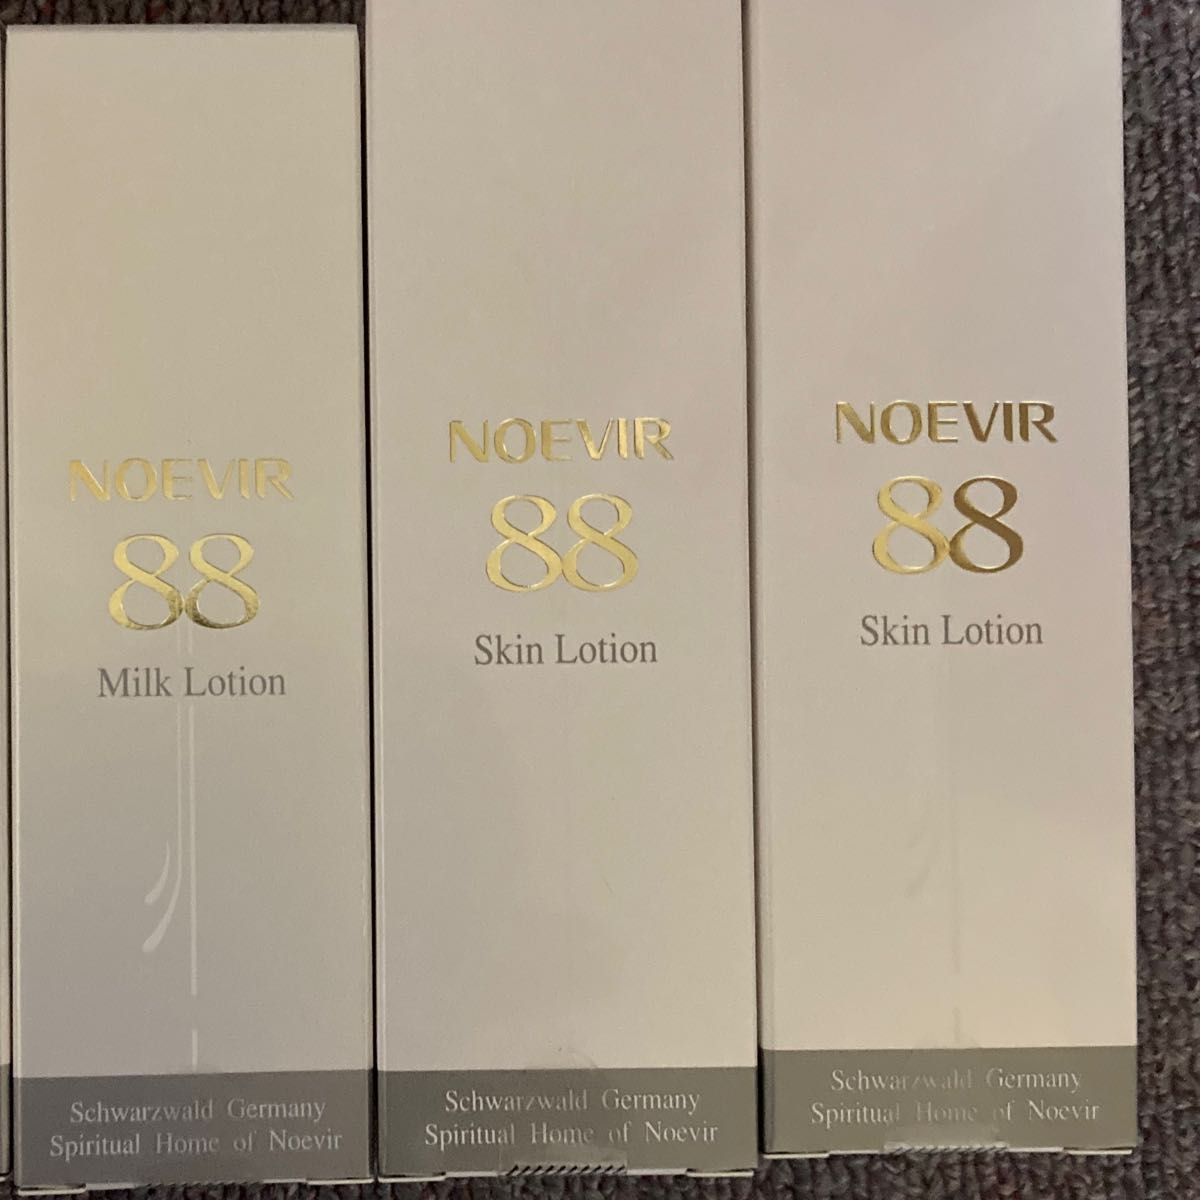 NOEVIR
88
Milk Lotion
Schwarzwald Germany
Spiritual Home of Noevir
NOEVIR
88
Skin Lotion
Schwarzwald Germany
Spiritual Home of Noevir
NOEVIR
88
Skin Lotion
Schwarzwald Germany
Spiritual Home of Noevir